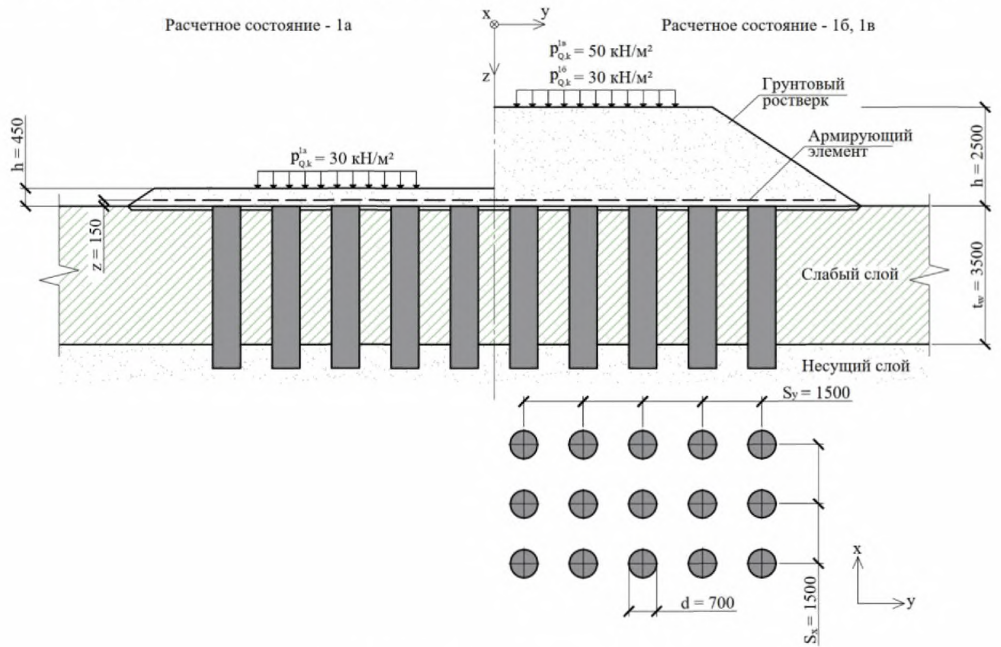 Расчетное состояние - 1а
x
y
Расчетное состояние - 1б, 1в
z
p^1в_Q,k = 50 кН/м²
p^1б_Q,k = 30 кН/м²
Грунтовый
ростверк
Армирующий
элемент
h = 450
p^1а_Q,k = 30 кН/м²
h = 2500
z = 150
Слабый слой
t_w = 3500
Несущий слой
S_y = 1500
S_x = 1500
x
y
d = 700